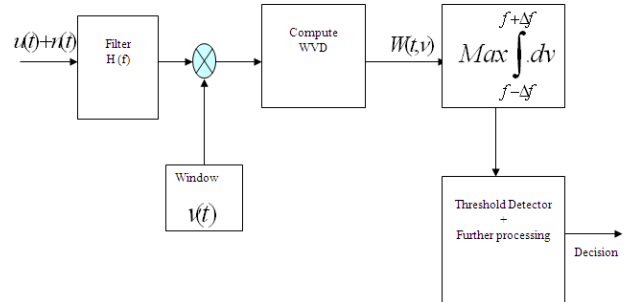 u(t)+n(t)
Filter
H (f)
Compute
WVD
W(t,v)
f+Δf
Max ∫ .dv
f−Δf
Window
v(t)
Threshold Detector
+
Further processing
Decision